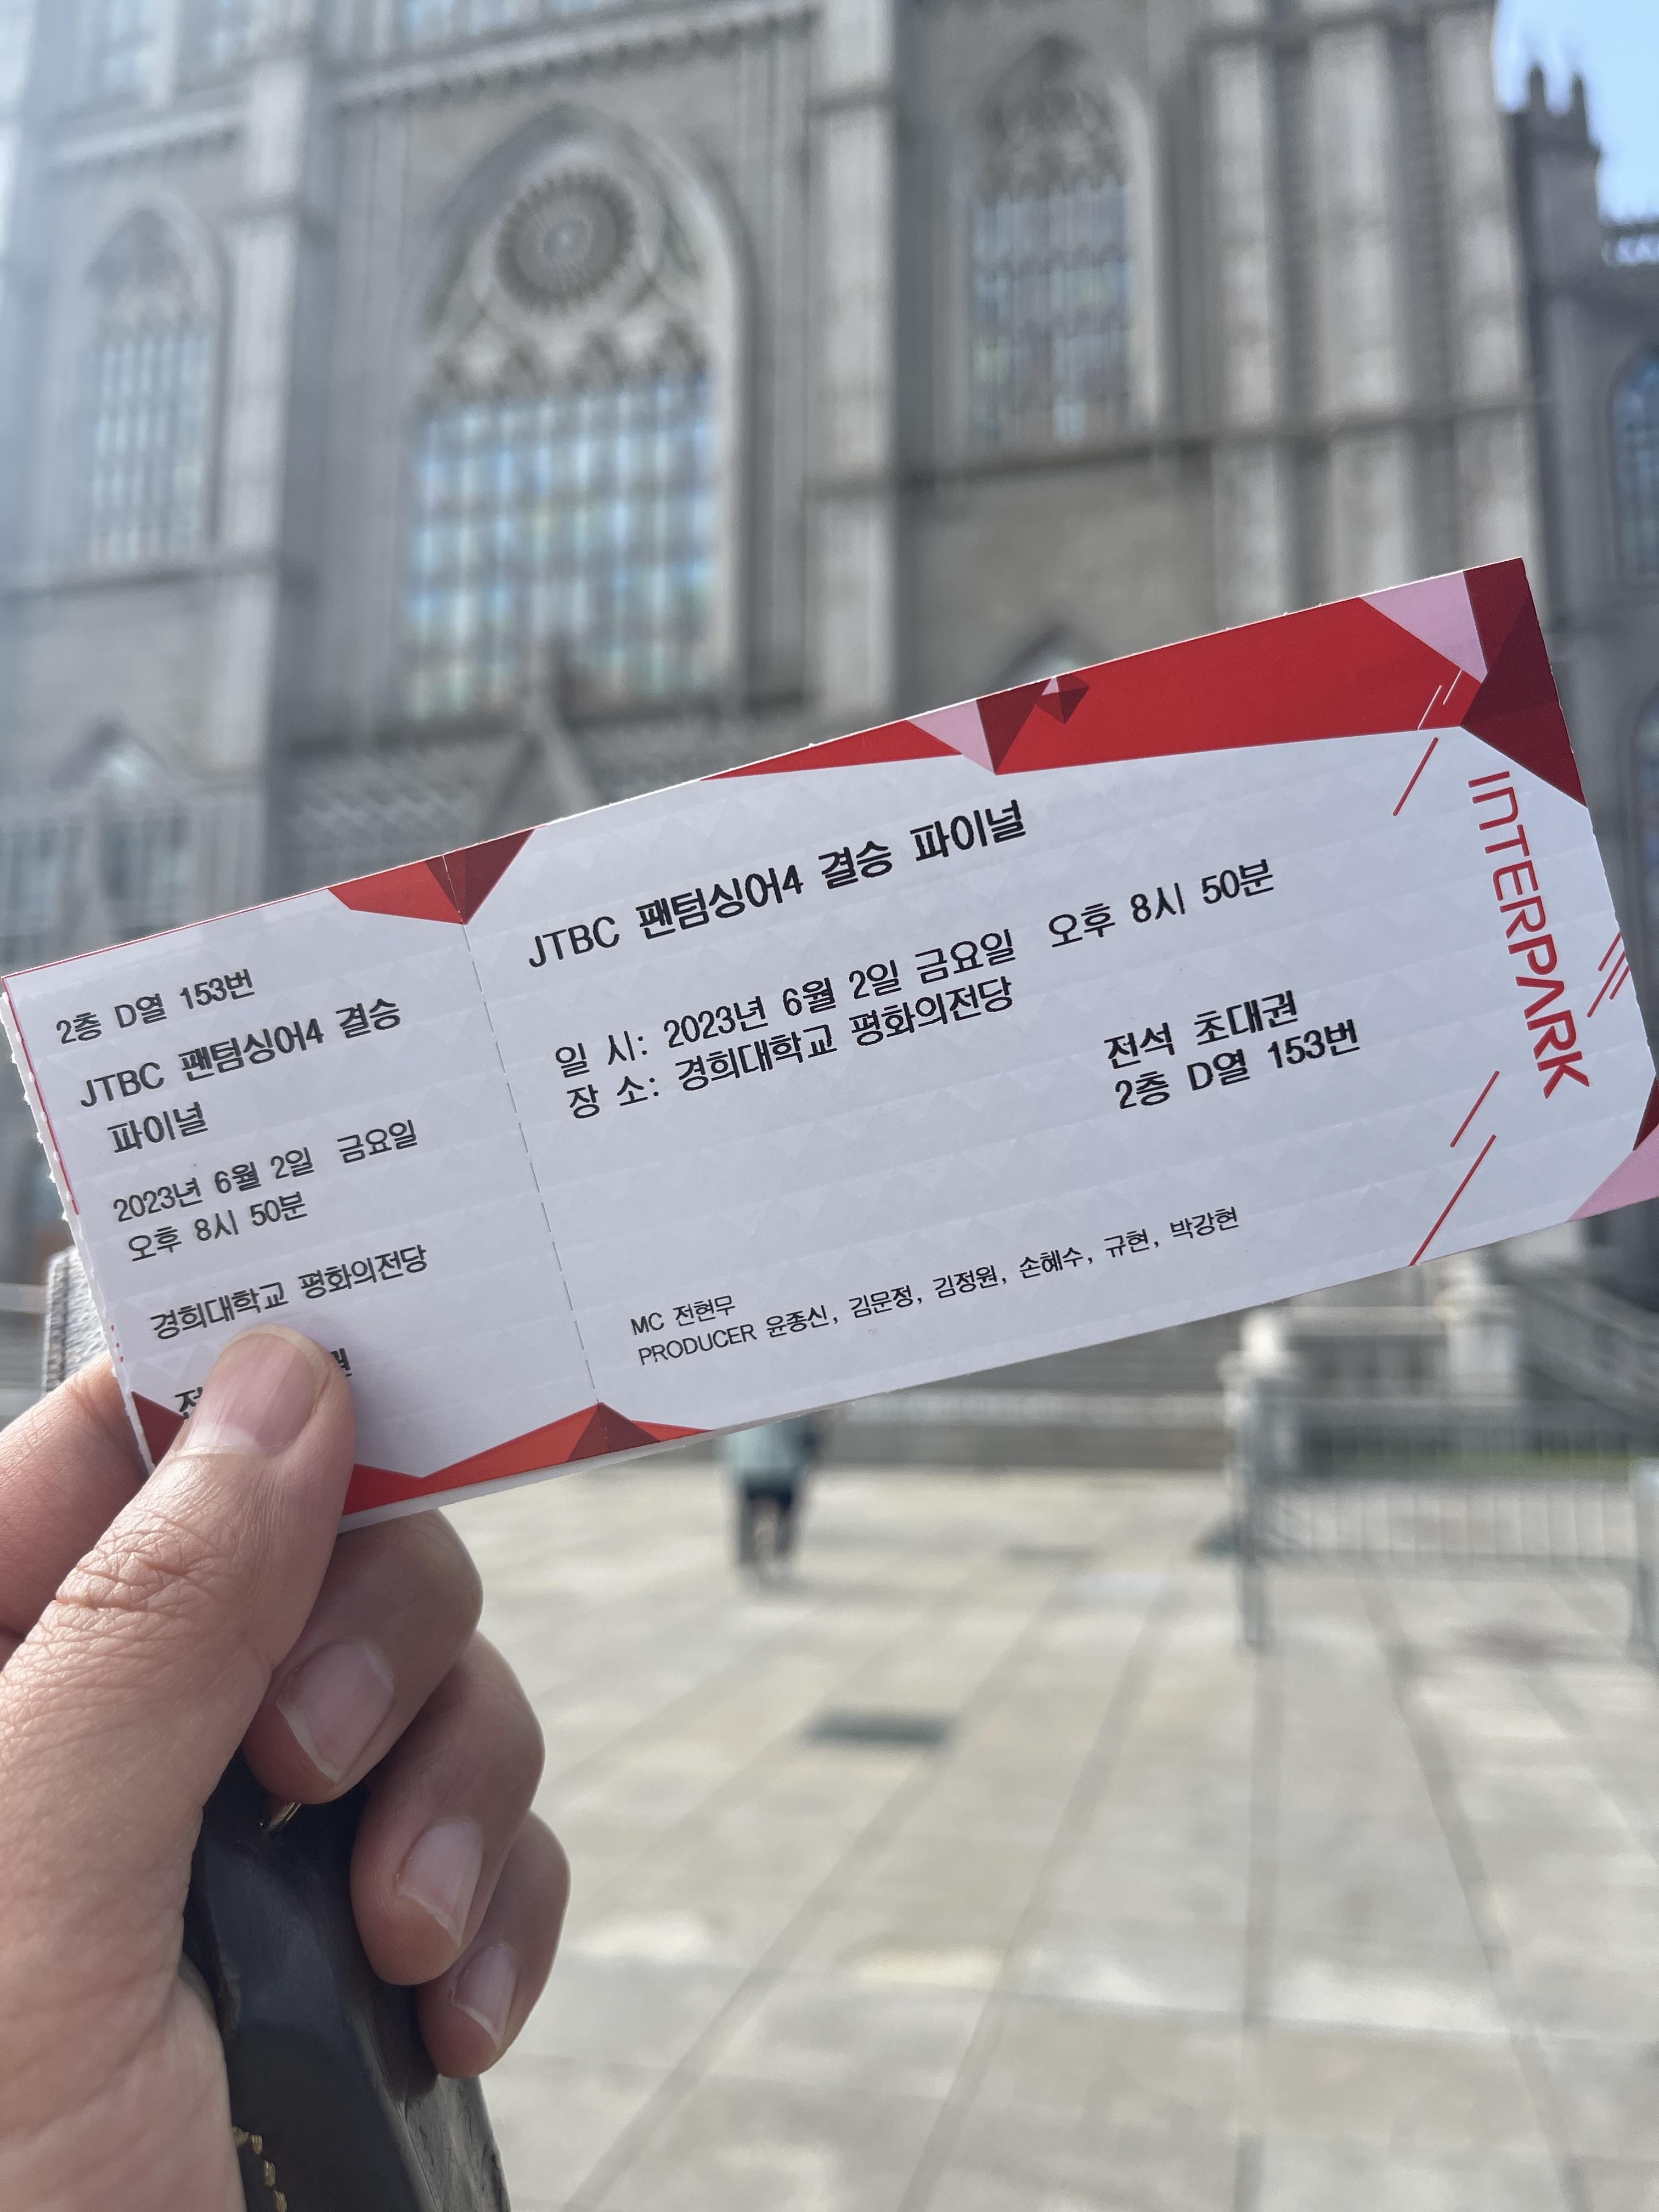 2층 D열 153번
JTBC 팬텀싱어4 결승
파이널
2023년 6월 2일 금요일
오후 8시 50분
경희대학교 평화의전당
JTBC 팬텀싱어4 결승 파이널
일 시: 2023년 6월 2일 금요일 오후 8시 50분
장 소: 경희대학교 평화의전당
전석 초대권
2층 D열 153번
MC 전현무
PRODUCER 윤종신, 김문정, 김정원, 손혜수, 규현, 박강현
INTERPARK